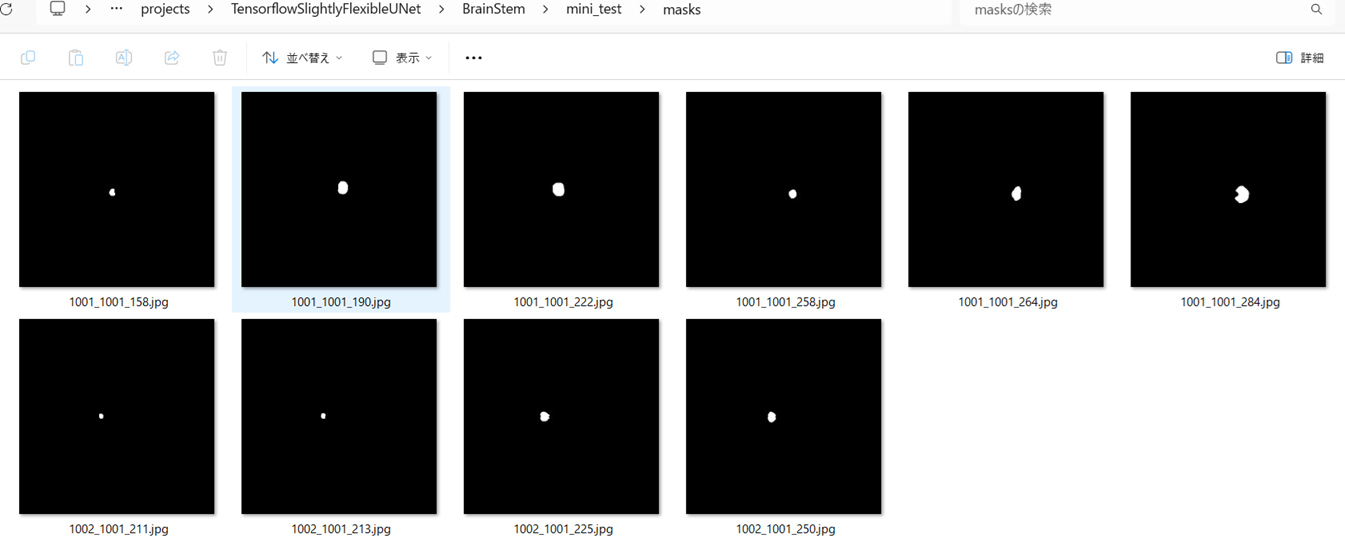 … projects TensorflowSlightlyFlexibleUNet BrainStem mini_test masks masksの検索
並べ替え 表示 … 詳細
1001_1001_158.jpg 1001_1001_190.jpg 1001_1001_222.jpg 1001_1001_258.jpg 1001_1001_264.jpg 1001_1001_284.jpg
1002_1001_211.jpg 1002_1001_213.jpg 1002_1001_225.jpg 1002_1001_250.jpg